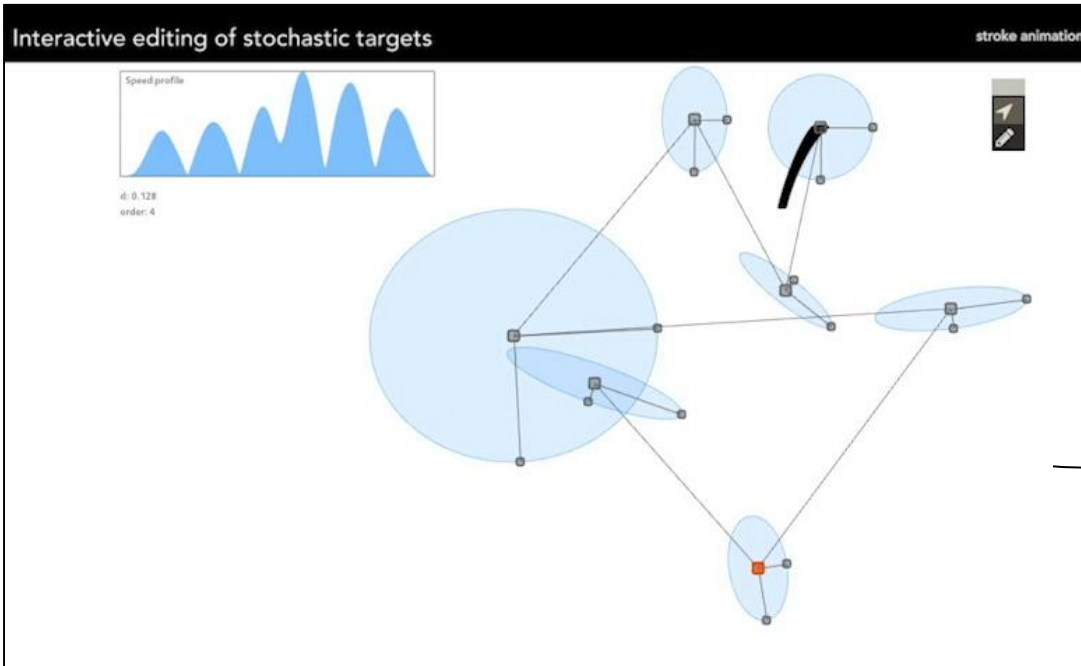 Interactive editing of stochastic targets
stroke animation
Speed profile
d: 0.128
order: 4